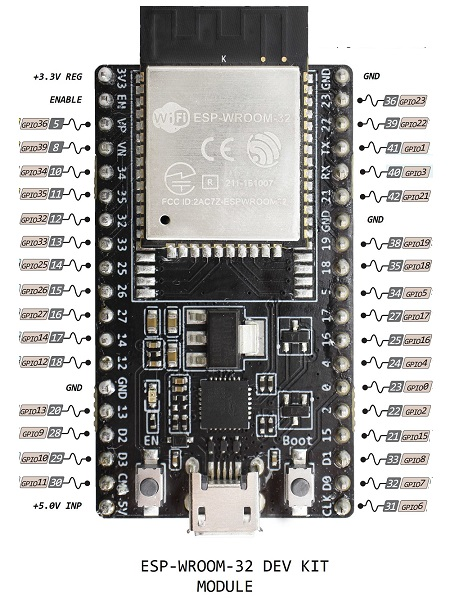 +3.3V REG
ENABLE
GPIO36 5
GPIO39 8
GPIO34 10
GPIO35 11
GPIO32 12
GPIO33 13
GPIO25 14
GPIO26 15
GPIO27 16
GPIO14 17
GPIO12 18
GND
GPIO13 20
GPIO9 28
GPIO10 29
GPIO11 30
+5.0V INP
3V3
EN
VP
VN
34
35
32
33
25
26
27
14
12
GND
13
D2
D3
CMD
5V
K
WiFi ESP-WROOM-32
CE
R 211-161007
FCC ID:2AC7Z-ESPWROOM32
EN
Boot
GND
23
22
TX
RX
21
GND
19
18
5
17
16
4
0
2
15
D1
D0
CLK
GND
36 GPIO23
39 GPIO22
41 GPIO1
40 GPIO3
42 GPIO21
GND
38 GPIO19
35 GPIO18
34 GPIO5
27 GPIO17
25 GPIO16
24 GPIO4
23 GPIO0
22 GPIO2
21 GPIO15
33 GPIO8
32 GPIO7
31 GPIO6
ESP-WROOM-32 DEV KIT
MODULE